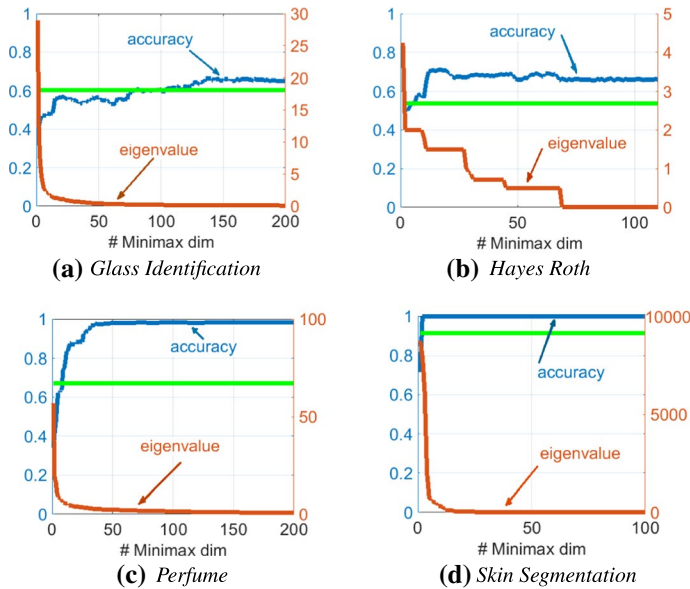 1
0.8
0.6
0.4
0.2
0
30
25
20
15
10
5
0
accuracy
eigenvalue
0 50 100 150 200
# Minimax dim
(a) Glass Identification
1
0.8
0.6
0.4
0.2
0
5
4
3
2
1
0
accuracy
eigenvalue
0 50 100
# Minimax dim
(b) Hayes Roth
1
0.8
0.6
0.4
0.2
0
100
50
0
accuracy
eigenvalue
0 50 100 150 200
# Minimax dim
(c) Perfume
1
0.8
0.6
0.4
0.2
0
10000
5000
0
accuracy
eigenvalue
0 50 100
# Minimax dim
(d) Skin Segmentation